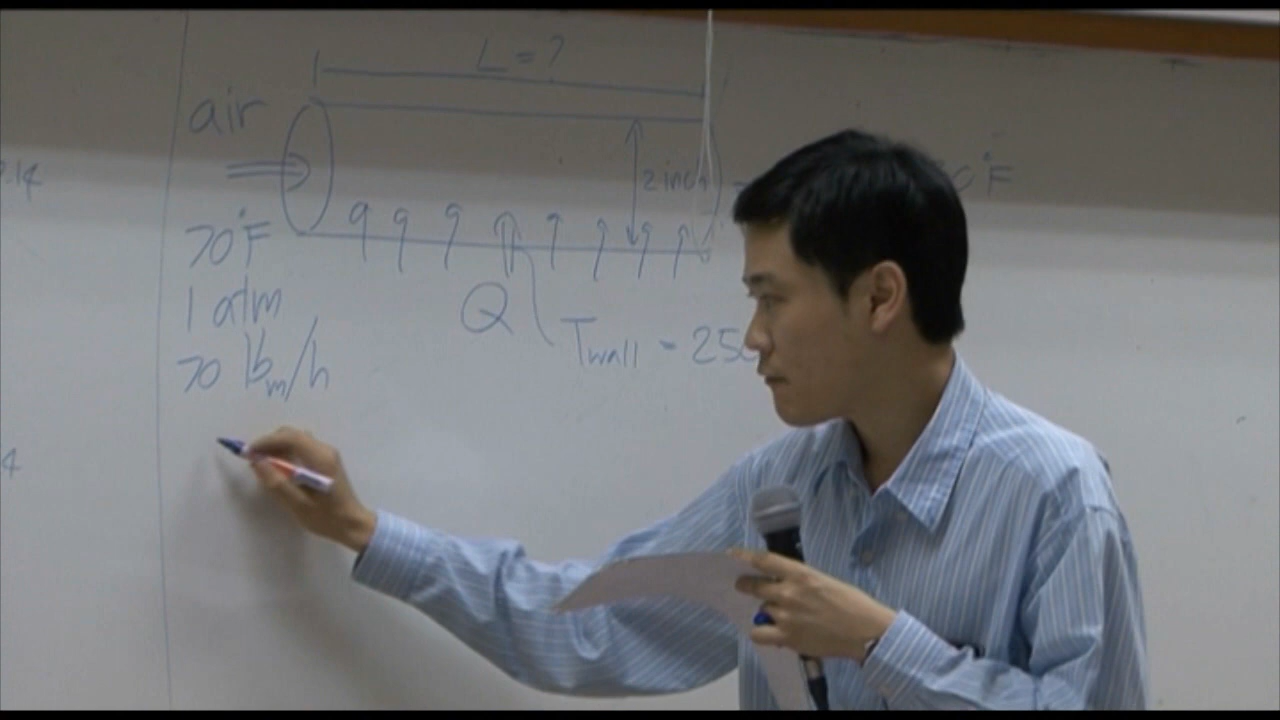 L = ?
air
2 inch
70°F
1 atm
70 lbm/h
Q
Twall = 25